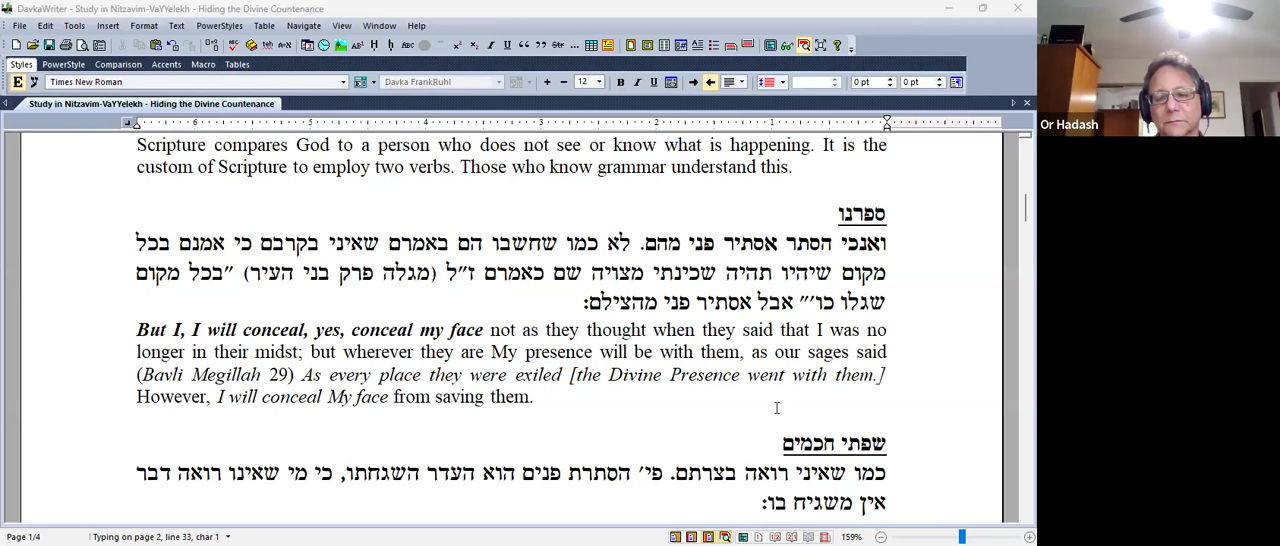 DavkaWriter - Study in Nitzavim-VaYYelekh - Hiding the Divine Countenance
File Edit Tools Insert Format Text PowerStyles Table Navigate View Window Help
Styles PowerStyle Comparison Accents Macro Tables
Times New Roman
Davka FrankRuhl
12
B I U
0 pt
0 pt
Study in Nitzavim-VaYYelekh - Hiding the Divine Countenance
6 5 4 3 2 1
Scripture compares God to a person who does not see or know what is happening. It is the
custom of Scripture to employ two verbs. Those who know grammar understand this.
ספרנו
ואנכי הסתר אסתיר פני מהם. לא כמו שחשבו הם באמרם שאיני בקרבם כי אמנם בכל
מקום שיהיו תהיה שכינתי מצויה שם כאמרם ז״ל (מגלה פרק בני העיר) ״בכל מקום
שגלו כו׳״ אבל אסתיר פני מהצילם:
But I, I will conceal, yes, conceal my face not as they thought when they said that I was no
longer in their midst; but wherever they are My presence will be with them, as our sages said
(Bavli Megillah 29) As every place they were exiled [the Divine Presence went with them.]
However, I will conceal My face from saving them.
שפתי חכמים
כמו שאיני רואה בצרתם. פי׳ הסתרת פנים הוא העדר השגחתו, כי מי שאינו רואה דבר
אין משגיח בו:
Page 1/4 Typing on page 2, line 33, char 1
159%
Or Hadash